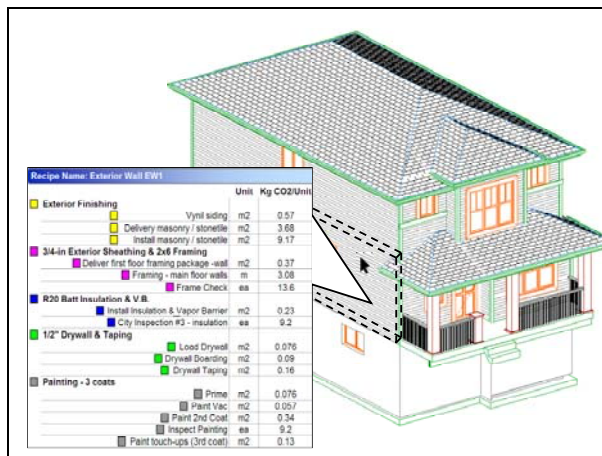 Recipe Name: Exterior Wall EW1
Unit Kg CO2/Unit
Exterior Finishing
Vynil siding m2 0.57
Delivery masonry / stonetile m2 3.68
Install masonry / stonetile m2 9.17
3/4-in Exterior Sheathing & 2x6 Framing
Deliver first floor framing package -wall m2 0.37
Framing - main floor walls m 3.08
Frame Check ea 13.6
R20 Batt Insulation & V.B.
Install Insulation & Vapor Barrier m2 0.23
City Inspection #3 - insulation ea 9.2
1/2" Drywall & Taping
Load Drywall m2 0.076
Drywall Boarding m2 0.09
Drywall Taping m2 0.16
Painting - 3 coats
Prime m2 0.076
Paint Vac m2 0.057
Paint 2nd Coat m2 0.34
Inspect Painting ea 9.2
Paint touch-ups (3rd coat) m2 0.13